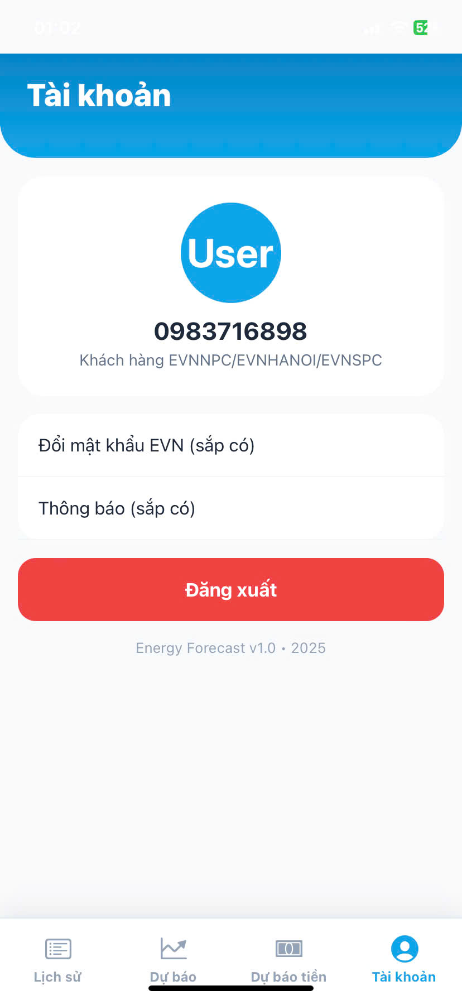 01:02
52
Tài khoản
User
0983716898
Khách hàng EVNNPC/EVNHANOI/EVNSPC
Đổi mật khẩu EVN (sắp có)
Thông báo (sắp có)
Đăng xuất
Energy Forecast v1.0 • 2025
Lịch sử
Dự báo
Dự báo tiền
Tài khoản